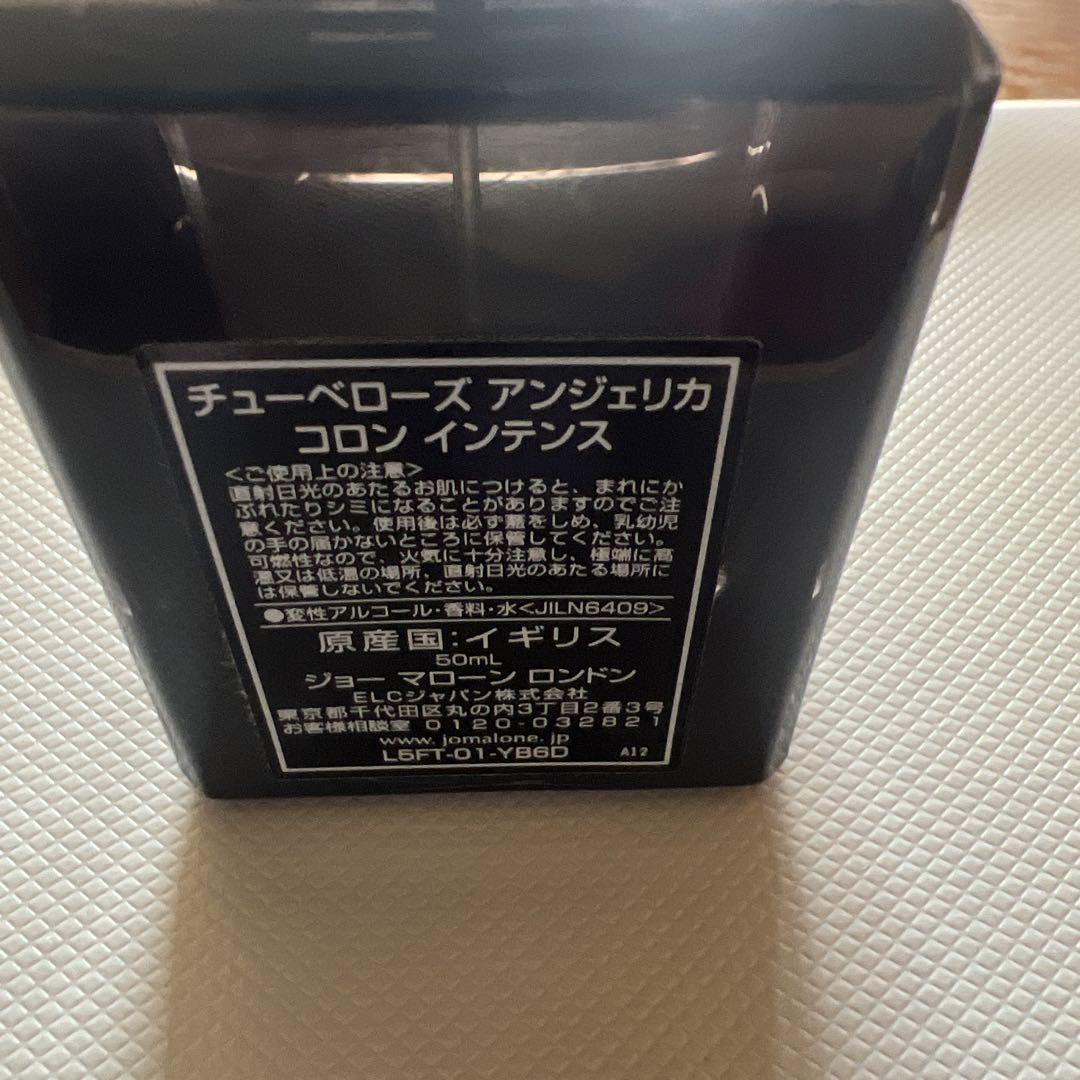 チューベローズ アンジェリカ
コロン インテンス
<ご使用上の注意>
直射日光のあたるお肌につけると、まれにか
ぶれたりシミになることがありますのでご注
意ください。使用後は必ず蓋をしめ、乳幼児
の手の届かないところに保管してください。
可燃性なので、火気に十分注意し、極端に高
温又は低温の場所、直射日光のあたる場所に
は保管しないでください。
●変性アルコール・香料・水<JILN6409>
原産国：イギリス
50mL
ジョー マローン ロンドン
ELCジャパン株式会社
東京都千代田区丸の内3丁目2番3号
お客様相談室 0120-032821
www. jomalone. jp
L5FT-01-YB6D A12